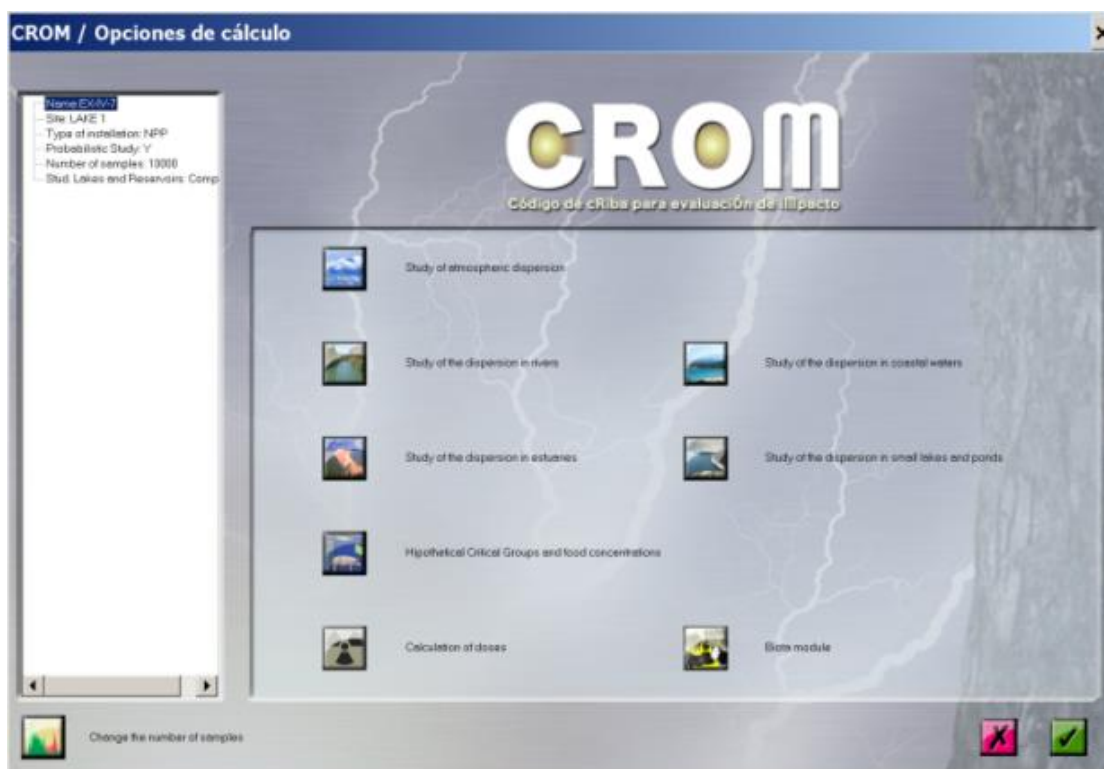 CROM / Opciones de cálculo
Name:EX-IV-7
Site: LAKE 1
Type of installation: NPP
Probabilistic Study: Y
Number of samples: 10000
Stud. Lakes and Reservoirs: Comp
CROM
Código de cRiba para evaluaciÓn de iMpacto
Study of atmospheric dispersion
Study of the dispersion in rivers
Study of the dispersion in coastal waters
Study of the dispersion in estuaries
Study of the dispersion in small lakes and ponds
Hipothetical Critical Groups and food concentrations
Calculation of doses
Biota module
Change the number of samples